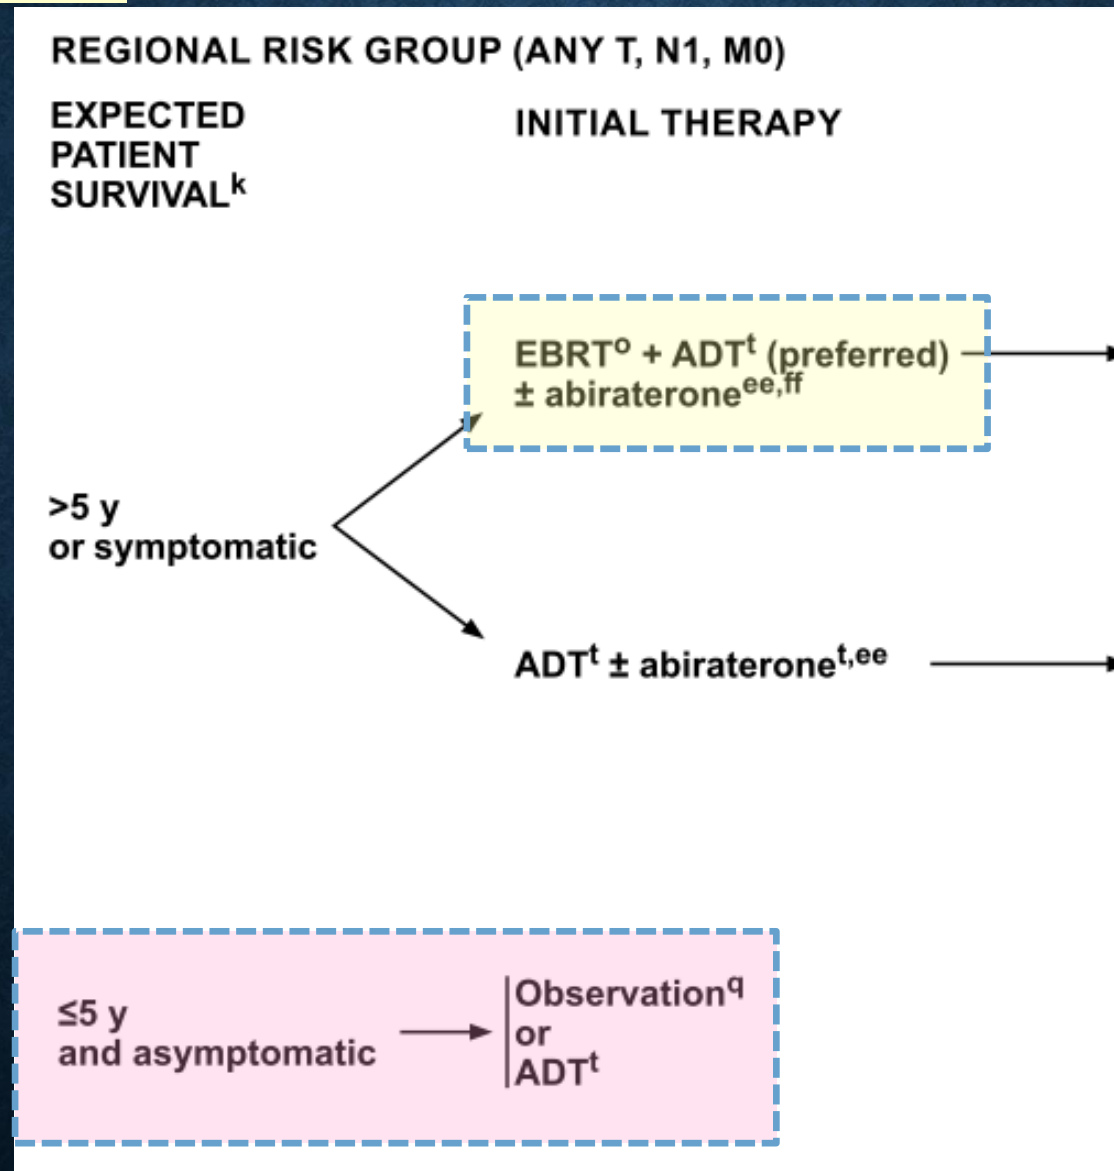 REGIONAL RISK GROUP (ANY T, N1, M0)
EXPECTED
PATIENT
SURVIVALᵏ
INITIAL THERAPY
EBRTᵒ + ADTᵗ (preferred)
± abirateroneᵉᵉ,ᶠᶠ
>5 y
or symptomatic
ADTᵗ ± abirateroneᵗ,ᵉᵉ
≤5 y
and asymptomatic
Observation^q
or
ADTᵗ